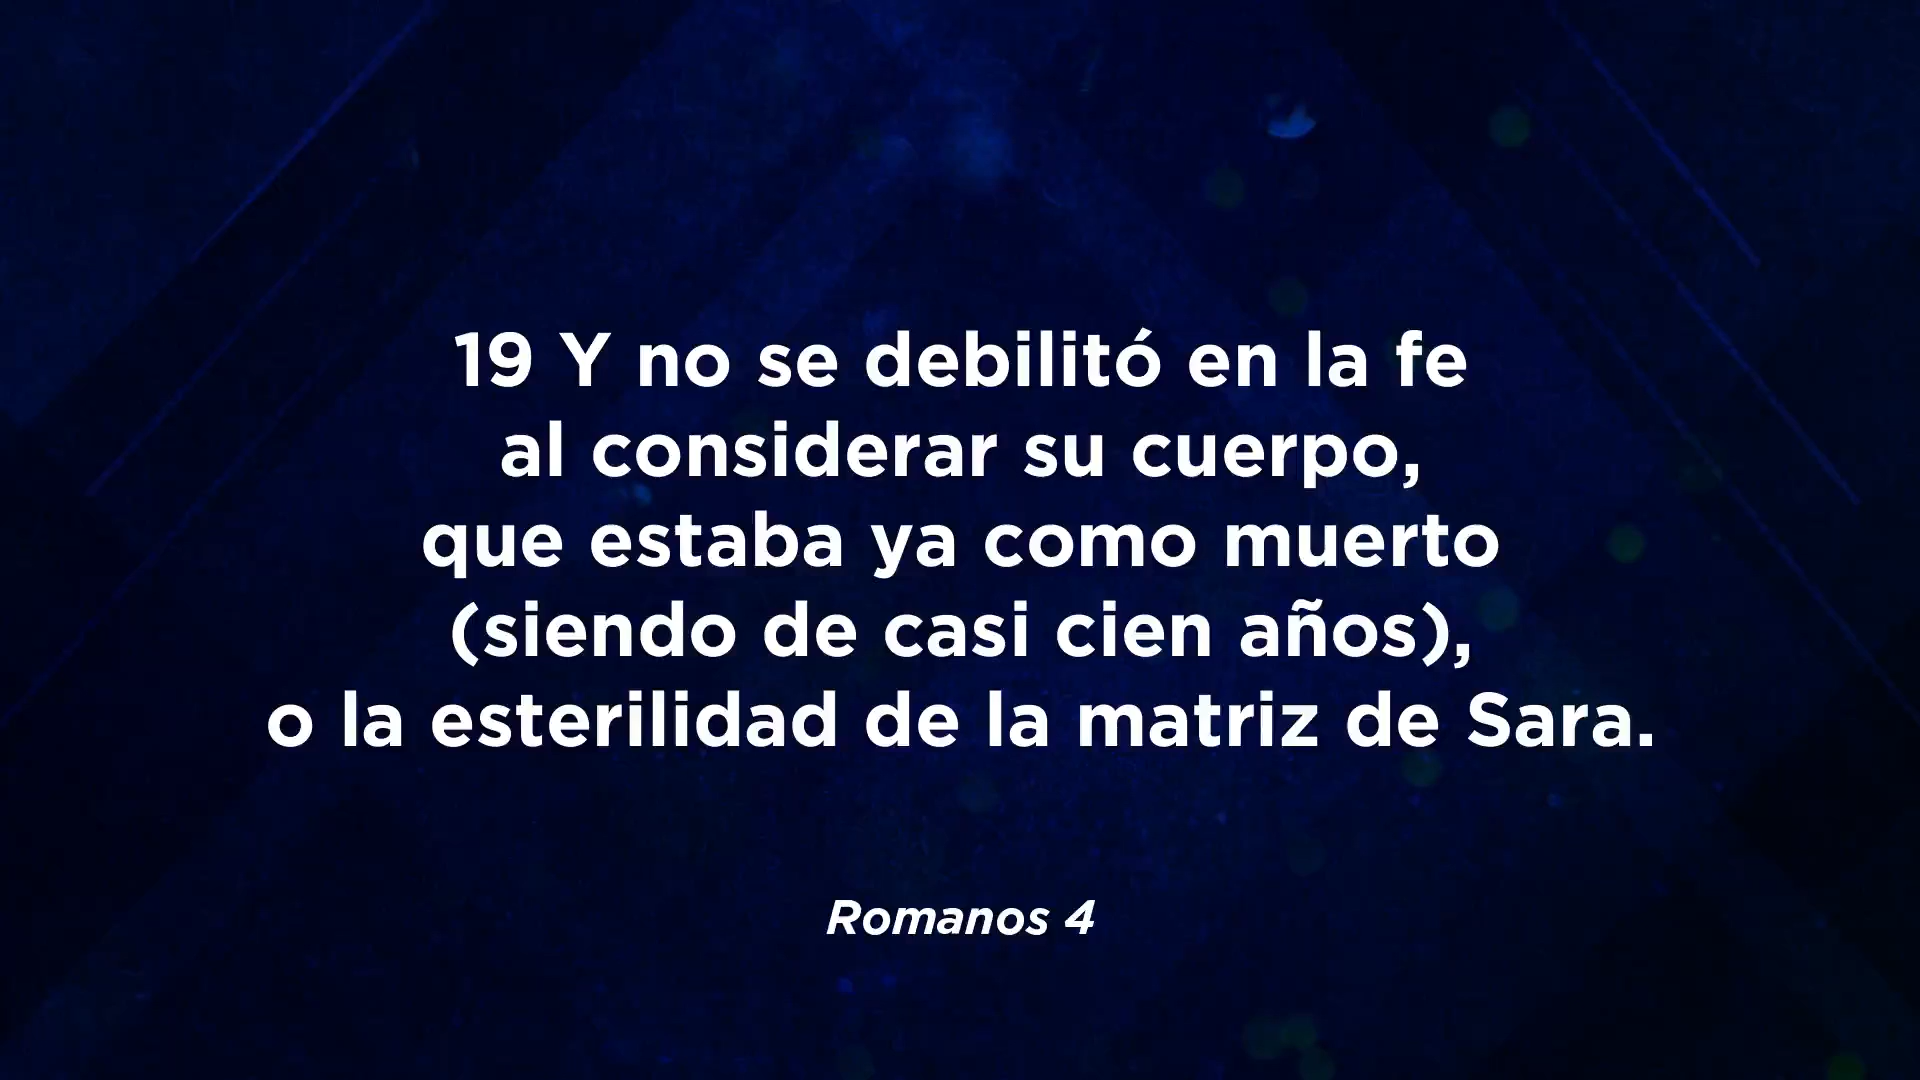 19 Y no se debilitó en la fe
al considerar su cuerpo,
que estaba ya como muerto
(siendo de casi cien años),
o la esterilidad de la matriz de Sara.
Romanos 4